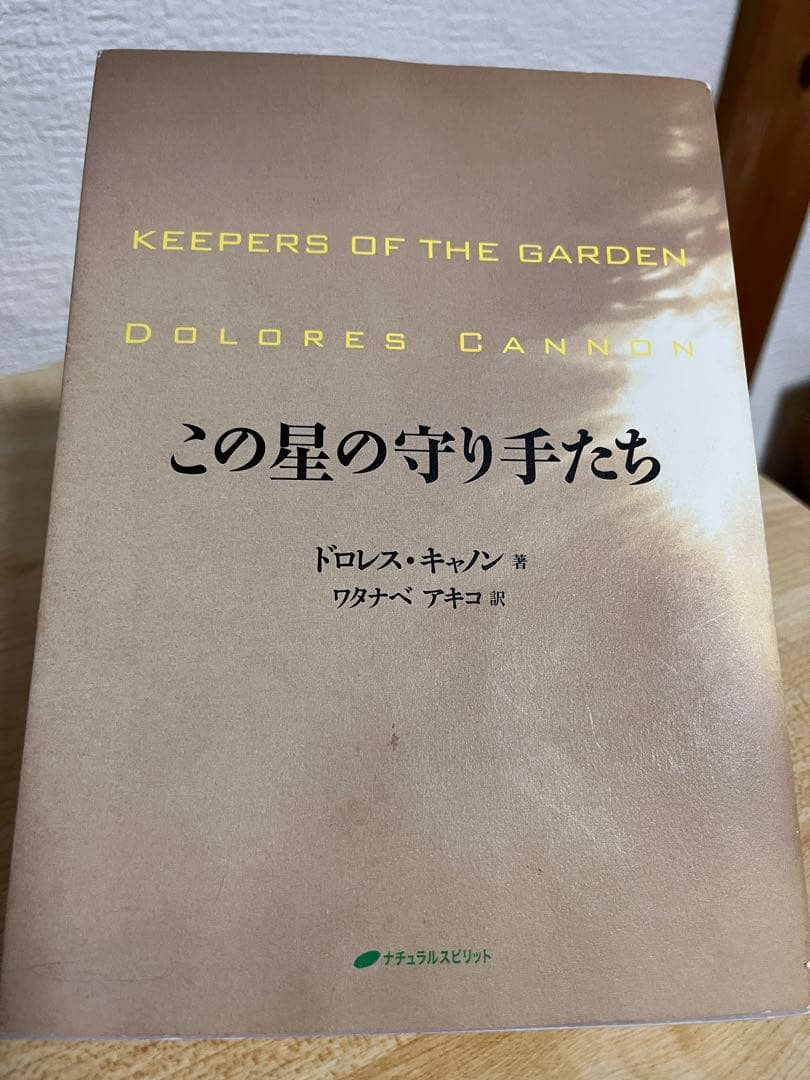 KEEPERS OF THE GARDEN
DOLORES CANNON
この星の守り手たち
ドロレス・キャノン 著
ワタナベ アキコ 訳
ナチュラルスピリット